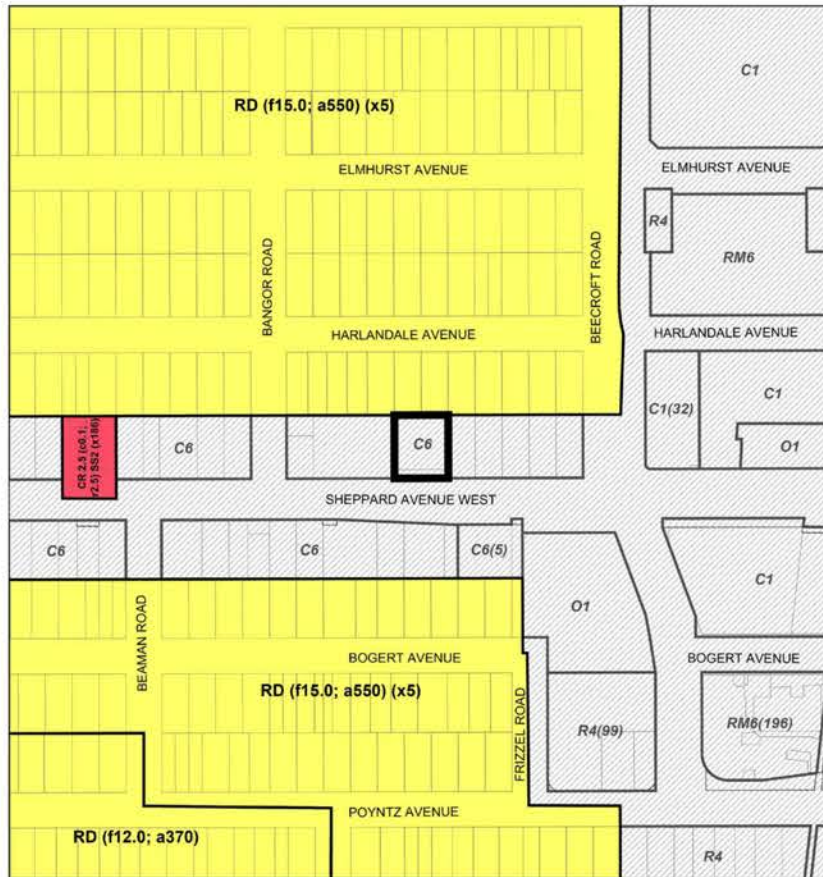 C1
RD (f15.0; a550) (x5)
ELMHURST AVENUE
ELMHURST AVENUE
R4
RM6
BANGOR ROAD
BEECROFT ROAD
HARLANDALE AVENUE
HARLANDALE AVENUE
C1(32)
C1
O1
CR 2.5 (c0.1;
r2.5) SS2 (x186)
C6
C6
SHEPPARD AVENUE WEST
C6
C6
C6(5)
O1
C1
BEAMAN ROAD
BOGERT AVENUE
BOGERT AVENUE
RD (f15.0; a550) (x5)
FRIZZEL ROAD
R4(99)
RM6(196)
POYNTZ AVENUE
RD (f12.0; a370)
R4